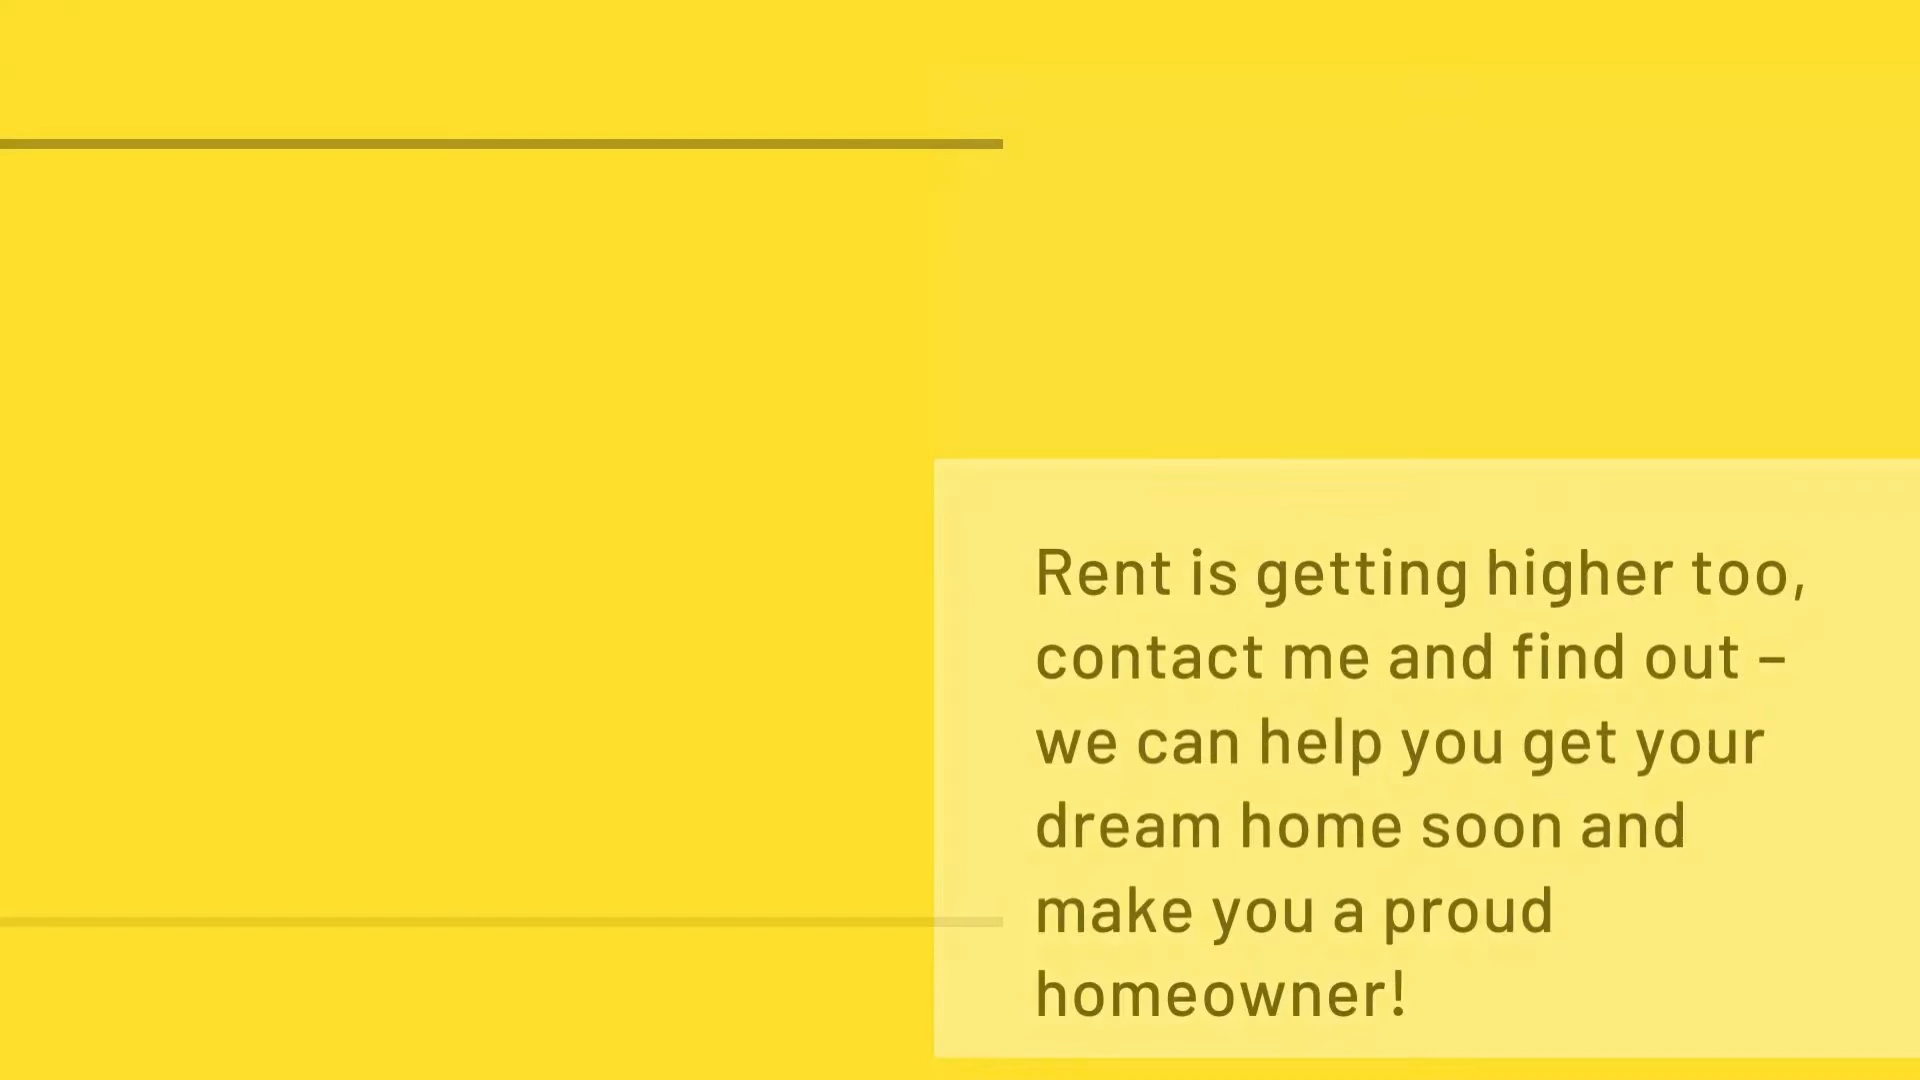 Rent is getting higher too,
contact me and find out –
we can help you get your
dream home soon and
make you a proud
homeowner!